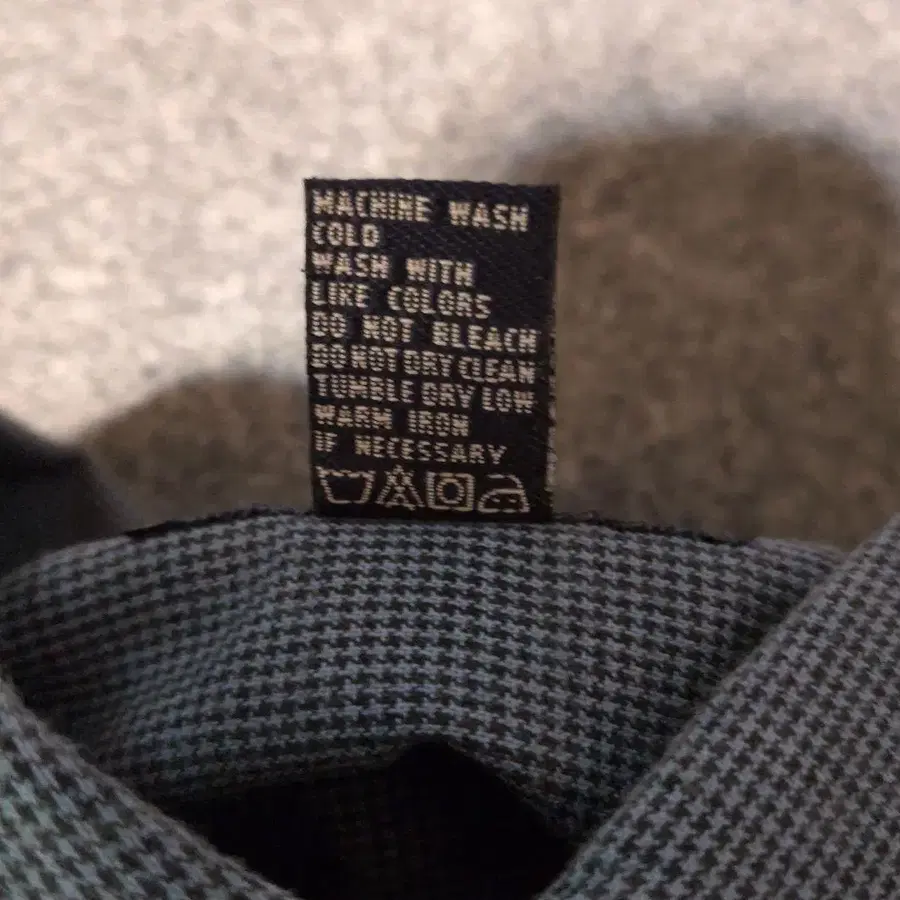 MACHINE WASH
COLD
WASH WITH
LIKE COLORS
DO NOT BLEACH
DO NOT DRY CLEAN
TUMBLE DRY LOW
WARM IRON
IF NECESSARY